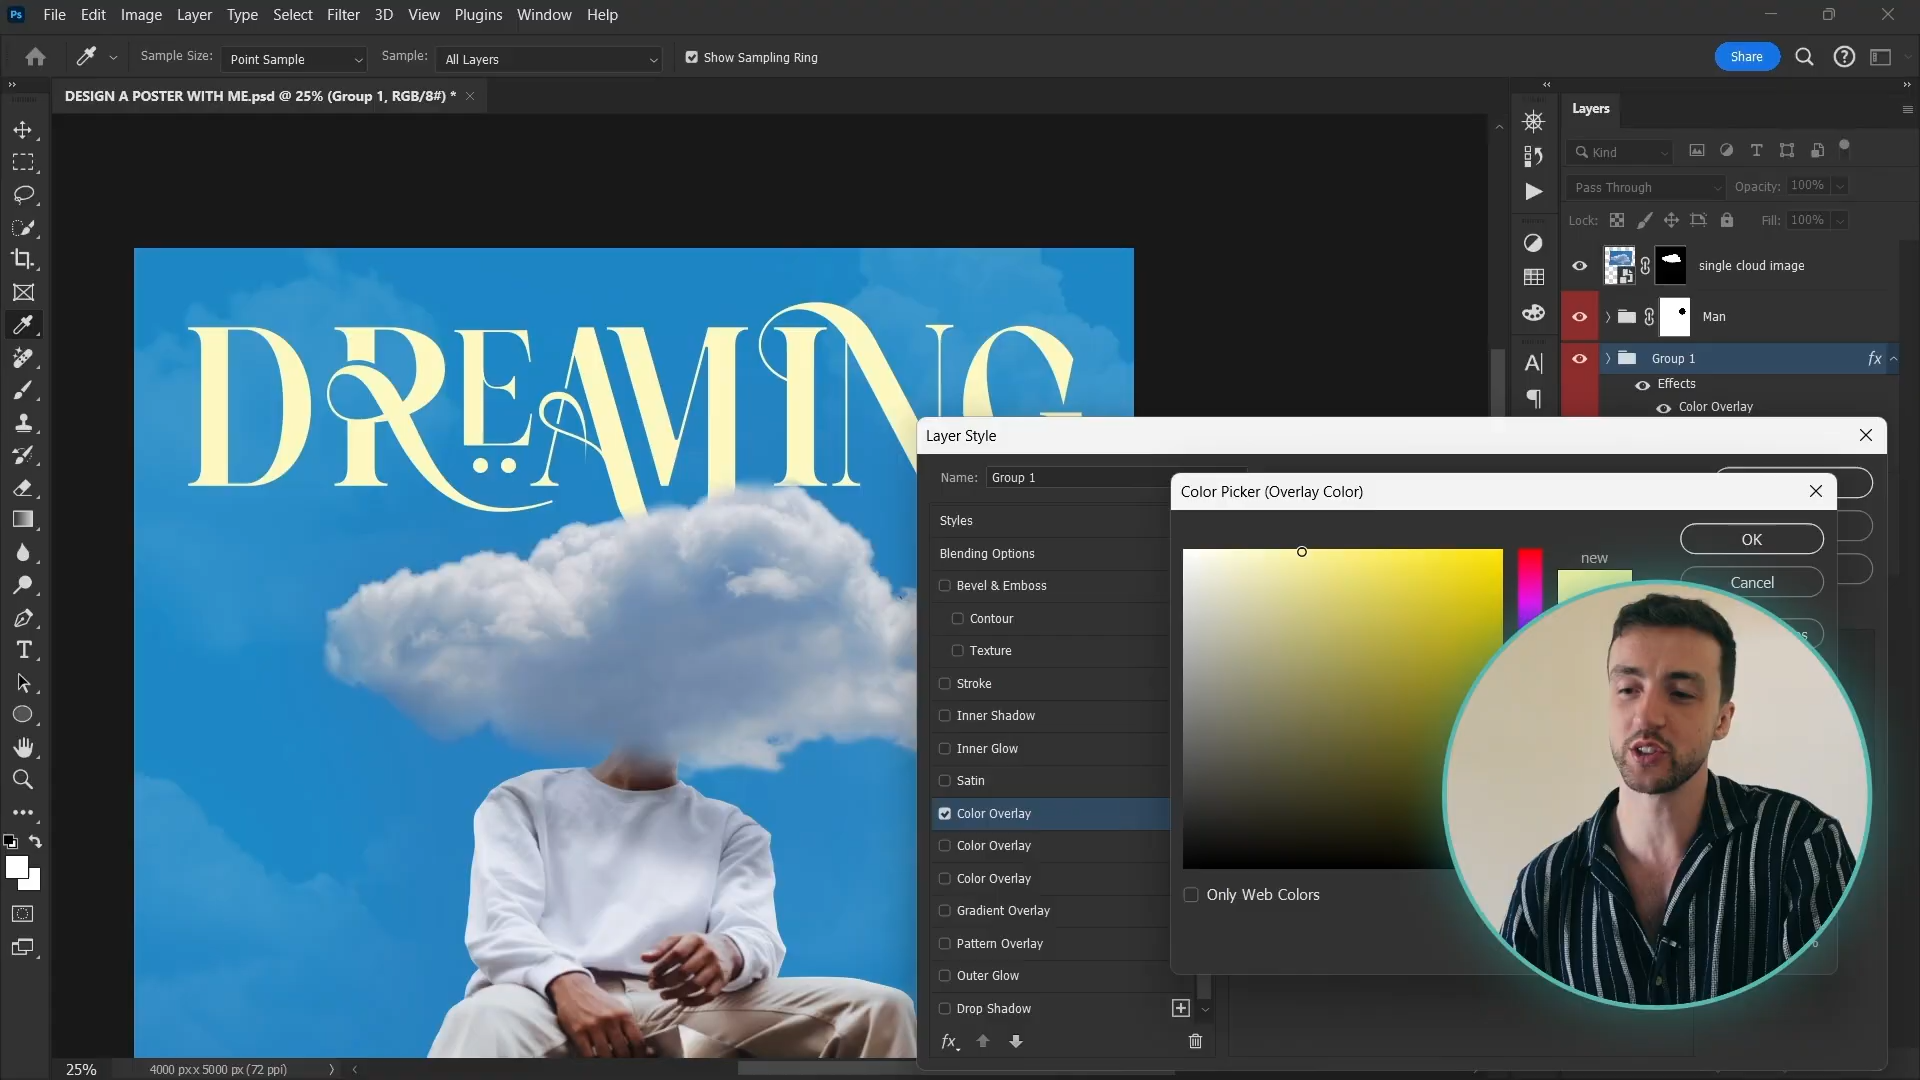 Ps File Edit Image Layer Type Select Filter 3D View Plugins Window Help
Sample Size: Point Sample Sample: All Layers Show Sampling Ring Share
DESIGN A POSTER WITH ME.psd @ 25% (Group 1, RGB/8#) *
Layers
Kind
Pass Through Opacity: 100%
Lock: Fill: 100%
single cloud image
Man
Group 1 fx
Effects
Color Overlay
DREAMING
Layer Style
Name: Group 1
Styles
Blending Options
Bevel & Emboss
Contour
Texture
Stroke
Inner Shadow
Inner Glow
Satin
Color Overlay
Color Overlay
Color Overlay
Gradient Overlay
Pattern Overlay
Outer Glow
Drop Shadow
fx
Color Picker (Overlay Color)
new
OK
Cancel
Only Web Colors
25% 4000 px x 5000 px (72 ppi)